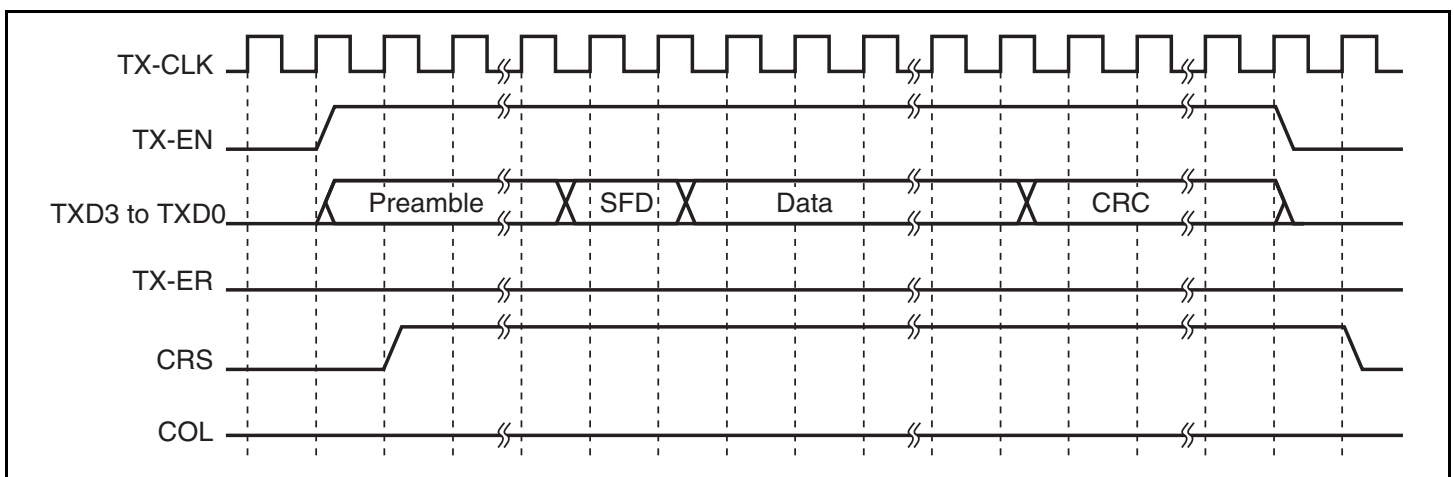 TX-CLK
TX-EN
TXD3 to TXD0
Preamble
SFD
Data
CRC
TX-ER
CRS
COL